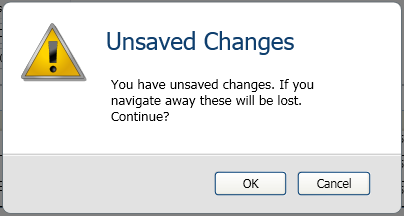 Unsaved Changes
You have unsaved changes. If you
navigate away these will be lost.
Continue?
OK
Cancel